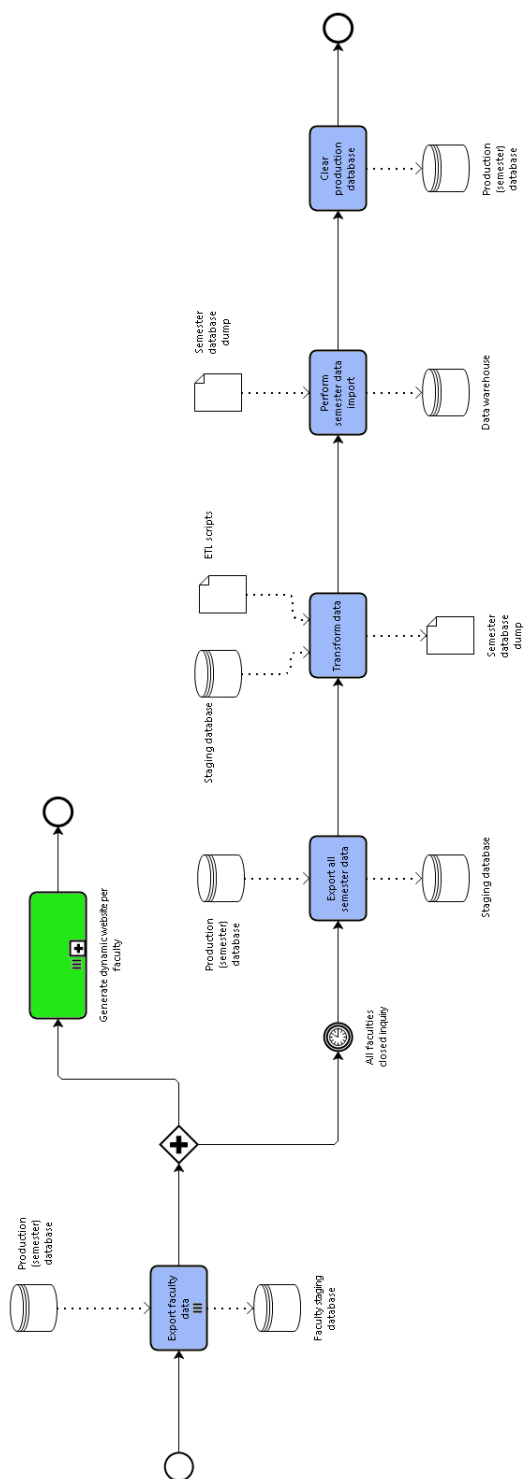 Production
(semester)
database
Export faculty
data
Faculty staging
database
Generate dynamic website per
faculty
All faculties
closed inquiry
Production
(semester)
database
Export all
semester data
Staging database
Staging database
ETL scripts
Transform data
Semester
database
dump
Semester
database
dump
Perform
semester data
import
Data warehouse
Clear
production
database
Production
(semester)
database